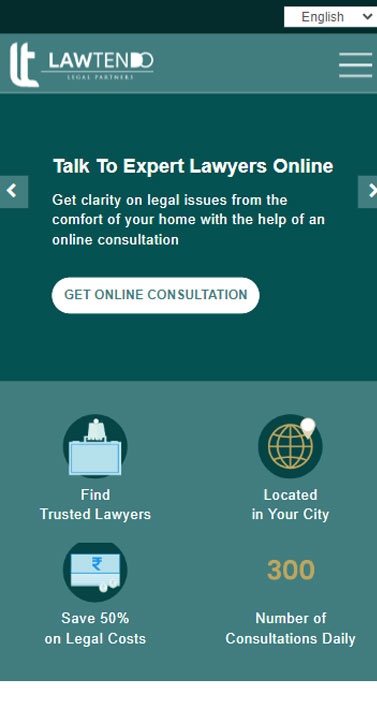 English
LAWTENDO
LEGAL PARTNERS
Talk To Expert Lawyers Online
Get clarity on legal issues from the
comfort of your home with the help of an
online consultation
GET ONLINE CONSULTATION
Find
Trusted Lawyers
Located
in Your City
₹
Save 50%
on Legal Costs
300
Number of
Consultations Daily